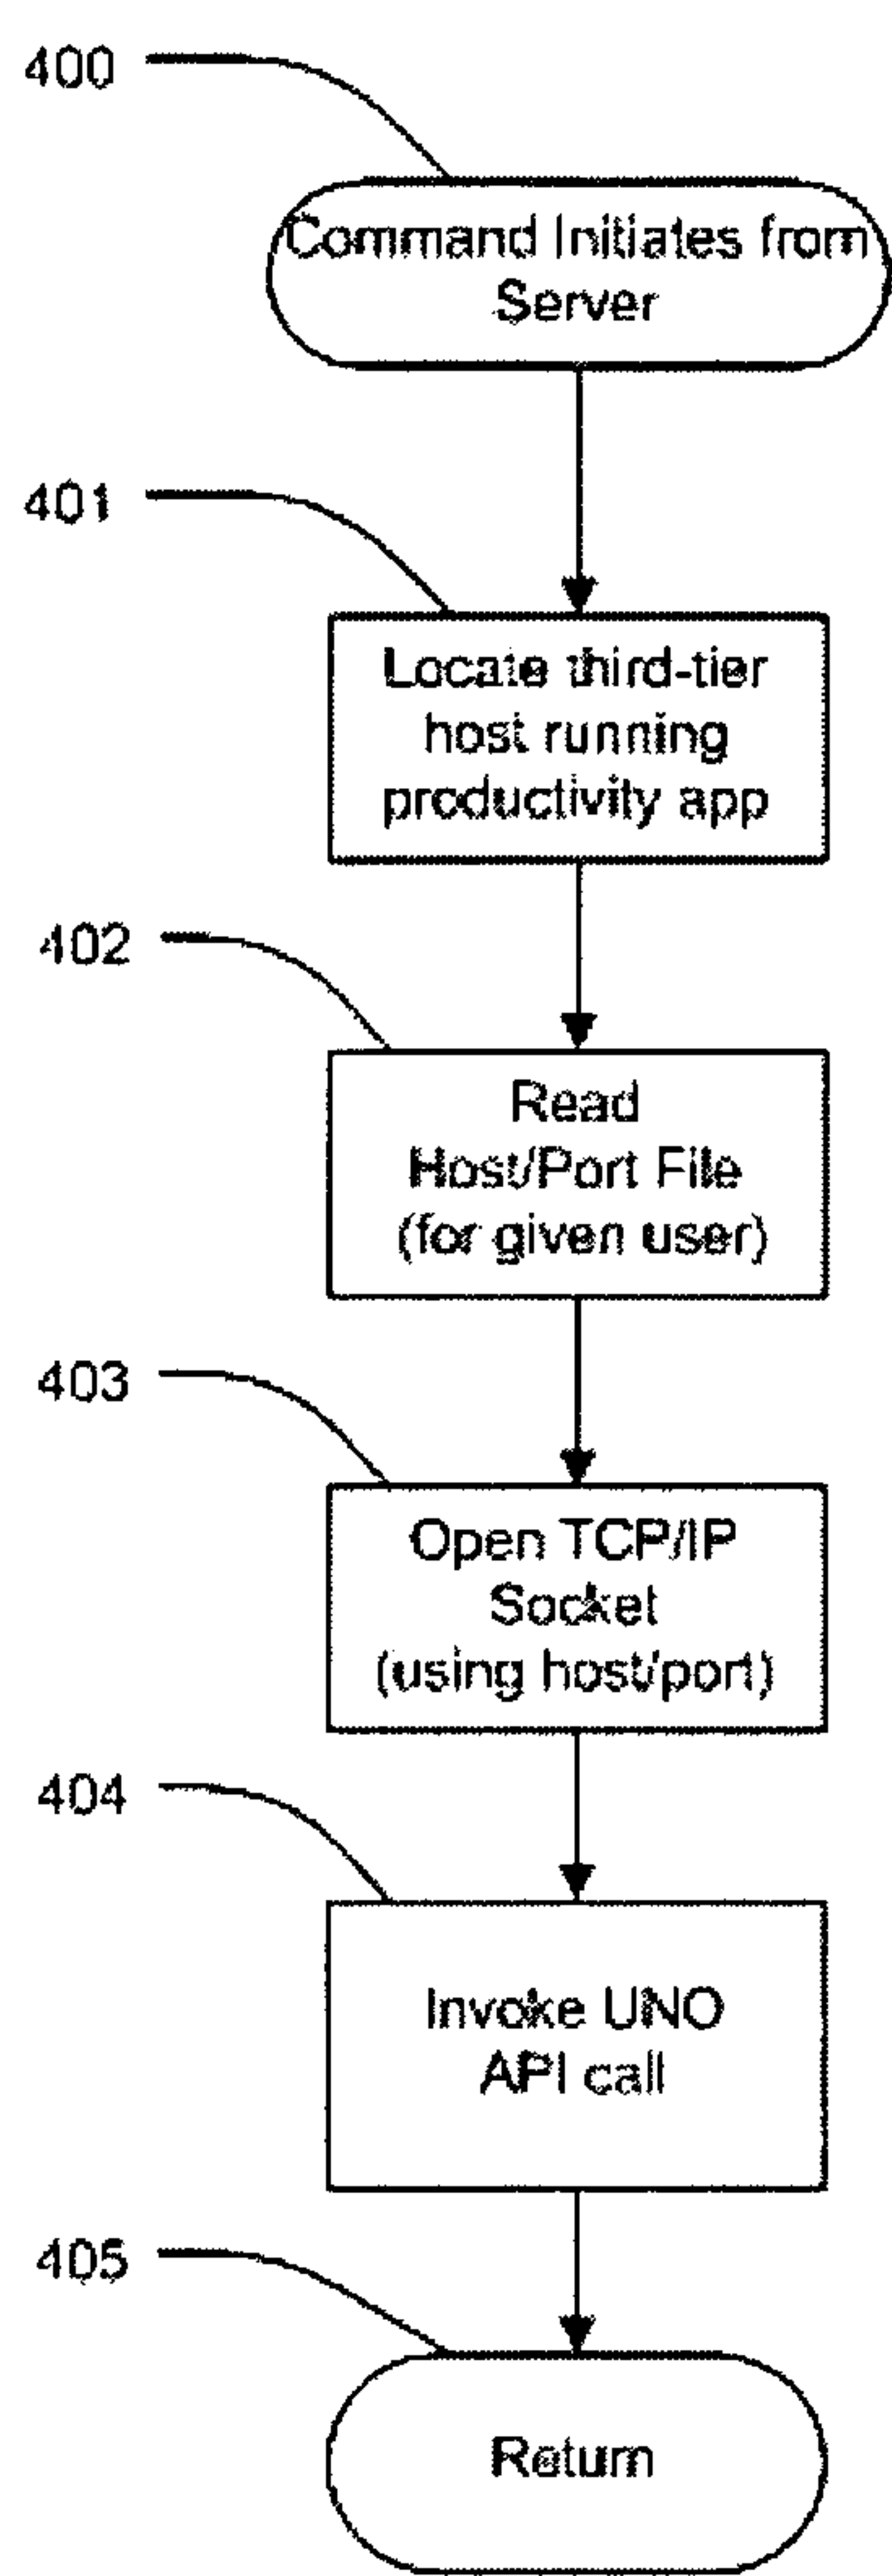 400
Command Initiates from
Server
401
Locate third-tier
host running
productivity app
402
Read
Host/Port File
(for given user)
403
Open TCP/IP
Socket
(using host/port)
404
Invoke UNO
API call
405
Return